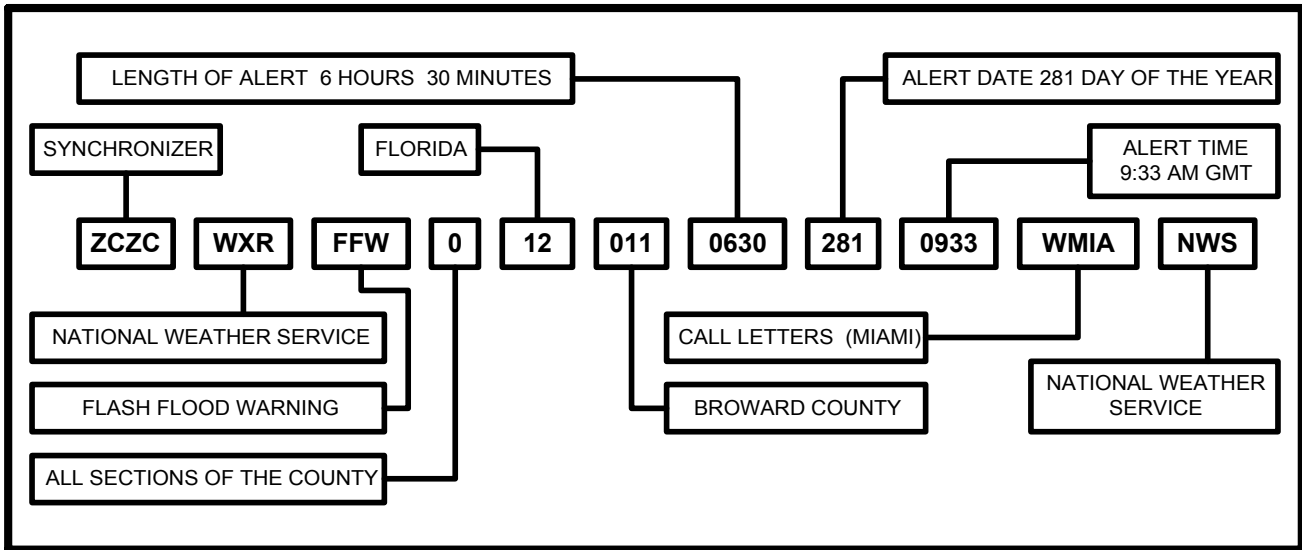 LENGTH OF ALERT 6 HOURS 30 MINUTES
ALERT DATE 281 DAY OF THE YEAR
SYNCHRONIZER
FLORIDA
ALERT TIME
9:33 AM GMT
ZCZC WXR FFW 0 12 011 0630 281 0933 WMIA NWS
NATIONAL WEATHER SERVICE
CALL LETTERS (MIAMI)
NATIONAL WEATHER
SERVICE
FLASH FLOOD WARNING
BROWARD COUNTY
ALL SECTIONS OF THE COUNTY